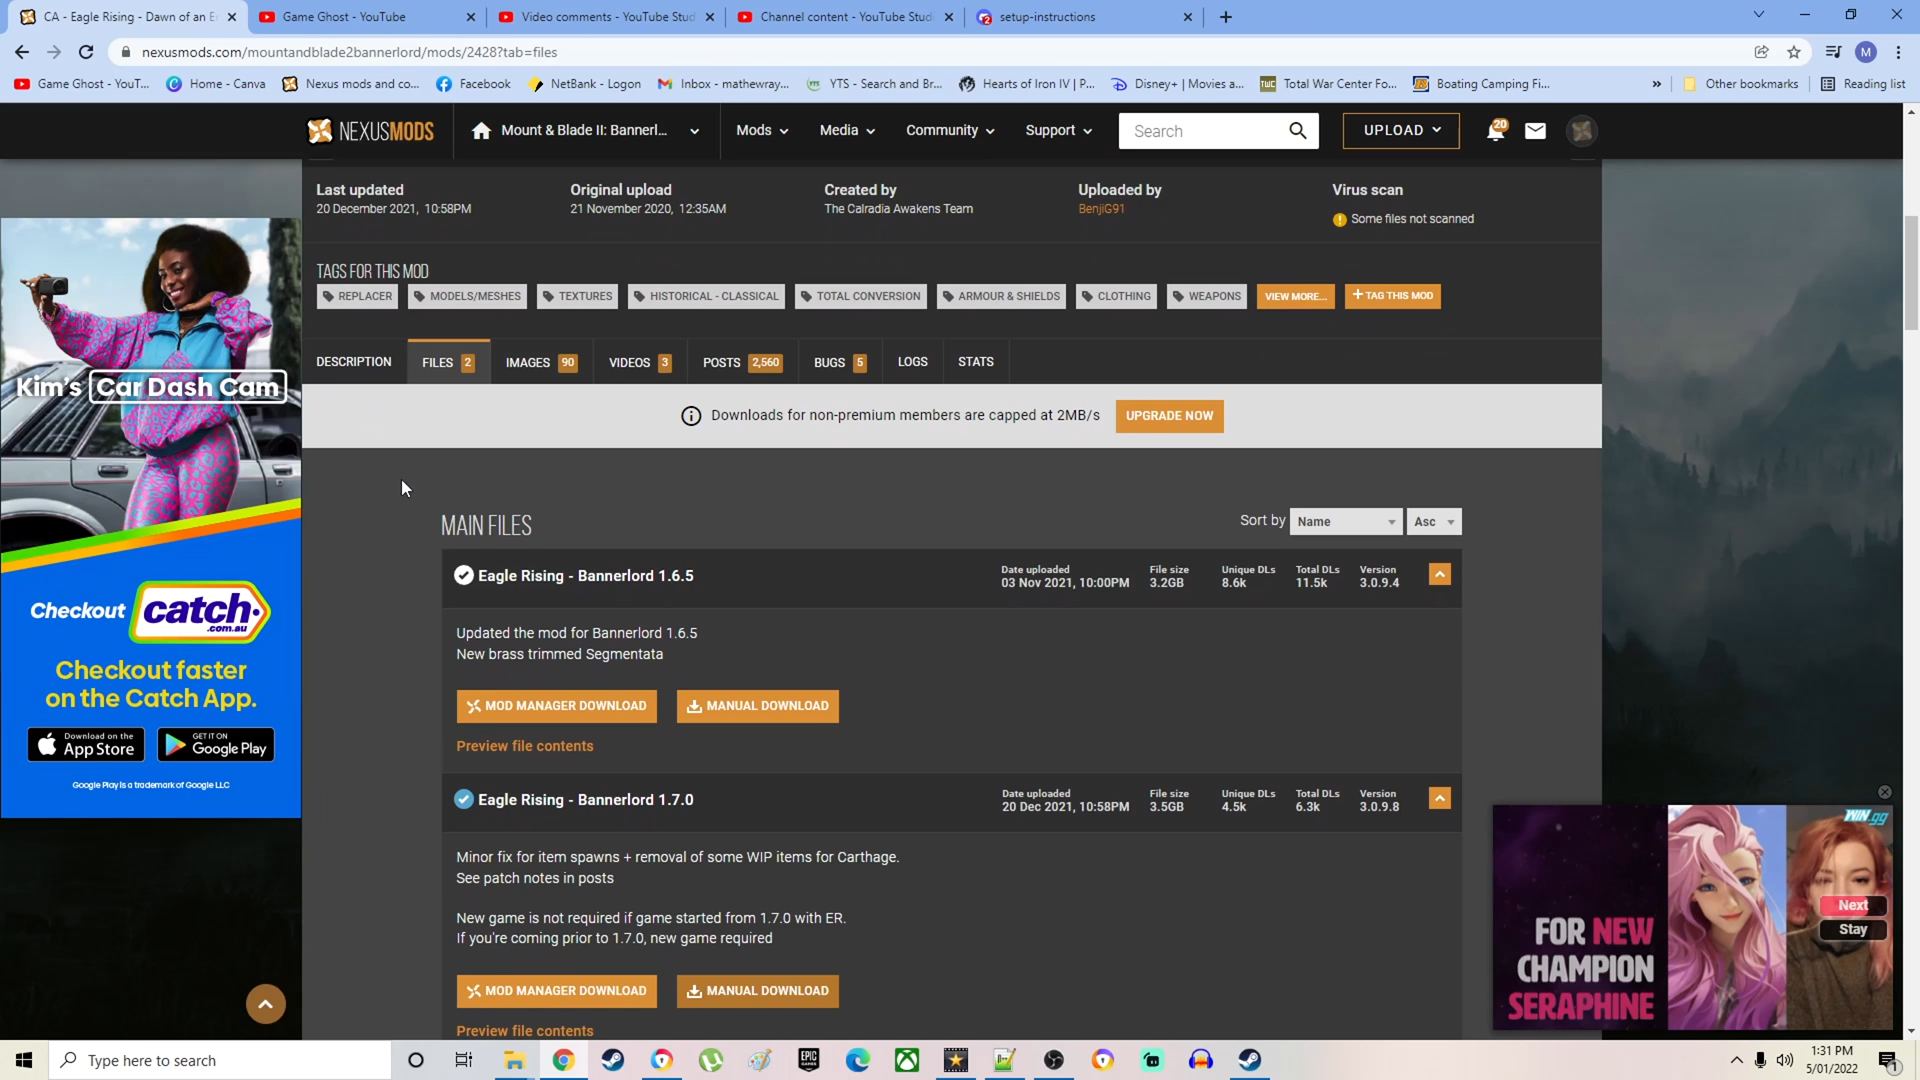 CA - Eagle Rising - Dawn of an E
Game Ghost - YouTube
Video comments - YouTube Stud
Channel content - YouTube Studi
setup-instructions
nexusmods.com/mountandblade2bannerlord/mods/2428?tab=files
M
Game Ghost - YouT...
Home - Canva
Nexus mods and co...
Facebook
NetBank - Logon
Inbox - mathewray...
YTS - Search and Br...
Hearts of Iron IV | P...
Disney+ | Movies a...
TWC
Total War Center Fo...
Boating Camping Fi...
»
Other bookmarks
Reading list
NEXUSMODS
Mount & Blade II: Bannerl...
Mods
Media
Community
Support
Search
UPLOAD
20
Last updated
20 December 2021, 10:58PM
Original upload
21 November 2020, 12:35AM
Created by
The Calradia Awakens Team
Uploaded by
BenjiG91
Virus scan
Some files not scanned
TAGS FOR THIS MOD
REPLACER
MODELS/MESHES
TEXTURES
HISTORICAL - CLASSICAL
TOTAL CONVERSION
ARMOUR & SHIELDS
CLOTHING
WEAPONS
VIEW MORE...
+ TAG THIS MOD
DESCRIPTION
FILES 2
IMAGES 90
VIDEOS 3
POSTS 2,560
BUGS 5
LOGS
STATS
Downloads for non-premium members are capped at 2MB/s
UPGRADE NOW
MAIN FILES
Sort by
Name
Asc
Eagle Rising - Bannerlord 1.6.5
Date uploaded
03 Nov 2021, 10:00PM
File size
3.2GB
Unique DLs
8.6k
Total DLs
11.5k
Version
3.0.9.4
Updated the mod for Bannerlord 1.6.5
New brass trimmed Segmentata
MOD MANAGER DOWNLOAD
MANUAL DOWNLOAD
Preview file contents
Eagle Rising - Bannerlord 1.7.0
Date uploaded
20 Dec 2021, 10:58PM
File size
3.5GB
Unique DLs
4.5k
Total DLs
6.3k
Version
3.0.9.8
Minor fix for item spawns + removal of some WIP items for Carthage.
See patch notes in posts
New game is not required if game started from 1.7.0 with ER.
If you're coming prior to 1.7.0, new game required
MOD MANAGER DOWNLOAD
MANUAL DOWNLOAD
Preview file contents
Kim's Car Dash Cam
Checkout catch.com.au
Checkout faster
on the Catch App.
Download on the
App Store
GET IT ON
Google Play
Google Play is a trademark of Google LLC
WIN.gg
FOR NEW
CHAMPION
SERAPHINE
Next
Stay
Type here to search
EPIC
GAMES
1:31 PM
5/01/2022
1